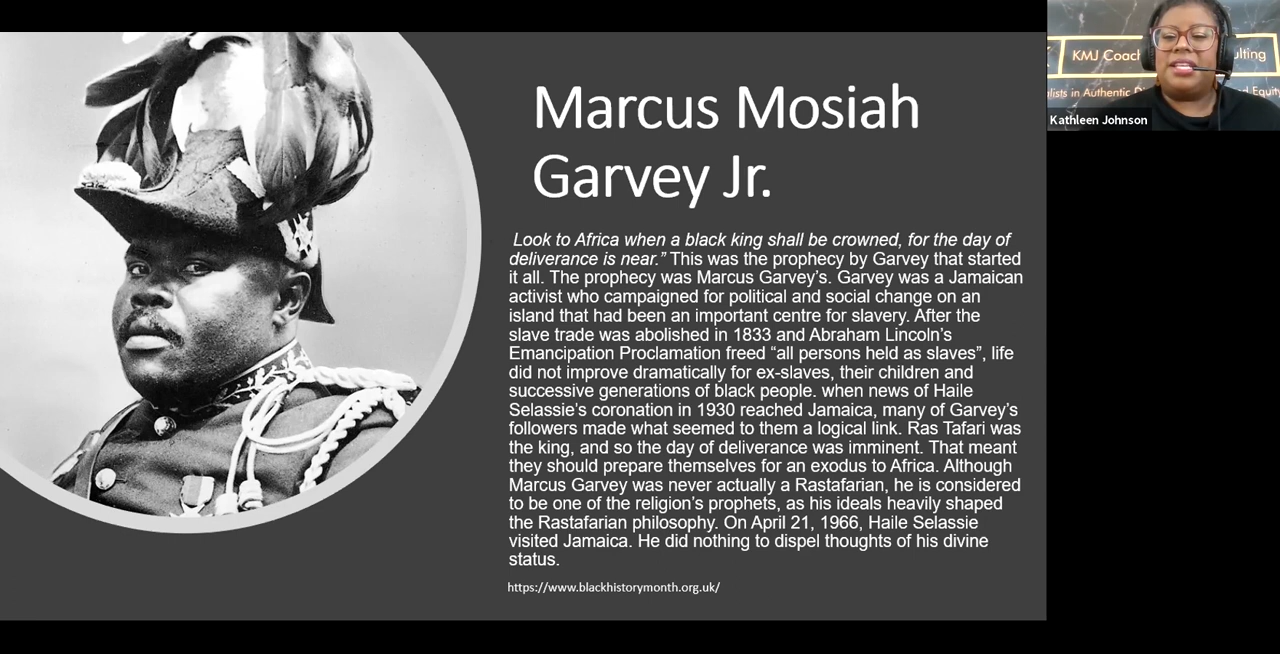 Marcus Mosiah
Garvey Jr.
Look to Africa when a black king shall be crowned, for the day of
deliverance is near.” This was the prophecy by Garvey that started
it all. The prophecy was Marcus Garvey’s. Garvey was a Jamaican
activist who campaigned for political and social change on an
island that had been an important centre for slavery. After the
slave trade was abolished in 1833 and Abraham Lincoln’s
Emancipation Proclamation freed “all persons held as slaves”, life
did not improve dramatically for ex-slaves, their children and
successive generations of black people. when news of Haile
Selassie’s coronation in 1930 reached Jamaica, many of Garvey’s
followers made what seemed to them a logical link. Ras Tafari was
the king, and so the day of deliverance was imminent. That meant
they should prepare themselves for an exodus to Africa. Although
Marcus Garvey was never actually a Rastafarian, he is considered
to be one of the religion’s prophets, as his ideals heavily shaped
the Rastafarian philosophy. On April 21, 1966, Haile Selassie
visited Jamaica. He did nothing to dispel thoughts of his divine
status.
https://www.blackhistorymonth.org.uk/
KMJ Coach ulting
alists in Authentic D d Equity
Kathleen Johnson